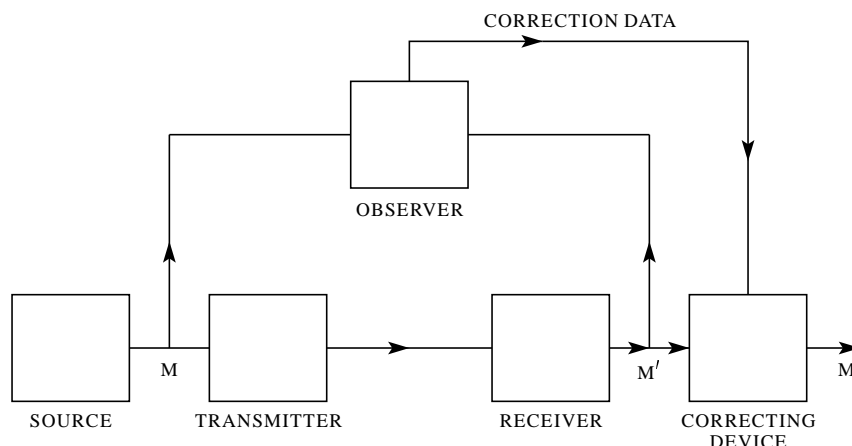 CORRECTION DATA
OBSERVER
M
M′
M
SOURCE
TRANSMITTER
RECEIVER
CORRECTING
DEVICE